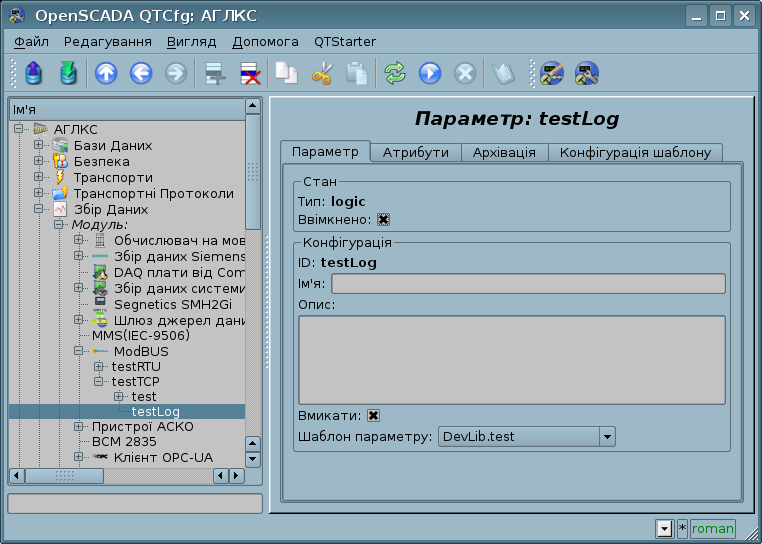 OpenSCADA QTCfg: АГЛКС
Файл Редагування Вигляд Допомога QTStarter
Ім'я
АГЛКС
Бази Даних
Безпека
Транспорти
Транспортні Протоколи
Збір Даних
Модуль:
Обчислювач на мов
Збір даних Siemens
DAQ плати від Com
Збір даних системи
Segnetics SMH2Gi
Шлюз джерел дани
MMS(IEC-9506)
ModBUS
testRTU
testTCP
test
testLog
Пристрої АСКО
BCM 2835
Клієнт OPC-UA
Параметр: testLog
Параметр Атрибути Архівація Конфігурація шаблону
Стан
Тип: logic
Ввімкнено:
Конфігурація
ID: testLog
Ім'я:
Опис:
Вмикати:
Шаблон параметру: DevLib.test
* roman